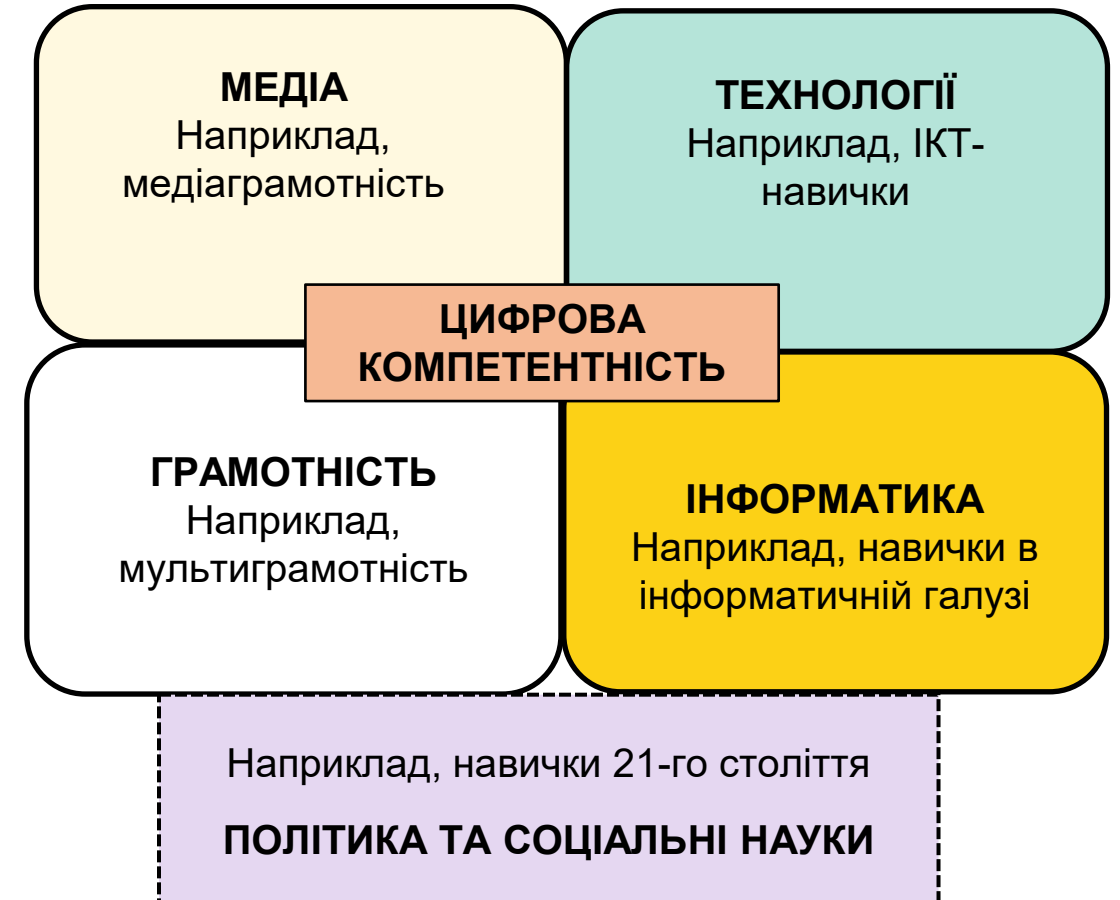 МЕДІА
Наприклад,
медіаграмотність
ТЕХНОЛОГІЇ
Наприклад, ІКТ-
навички
ЦИФРОВА
КОМПЕТЕНТНІСТЬ
ГРАМОТНІСТЬ
Наприклад,
мультиграмотність
ІНФОРМАТИКА
Наприклад, навички в
інформатичній галузі
Наприклад, навички 21-го століття
ПОЛІТИКА ТА СОЦІАЛЬНІ НАУКИ